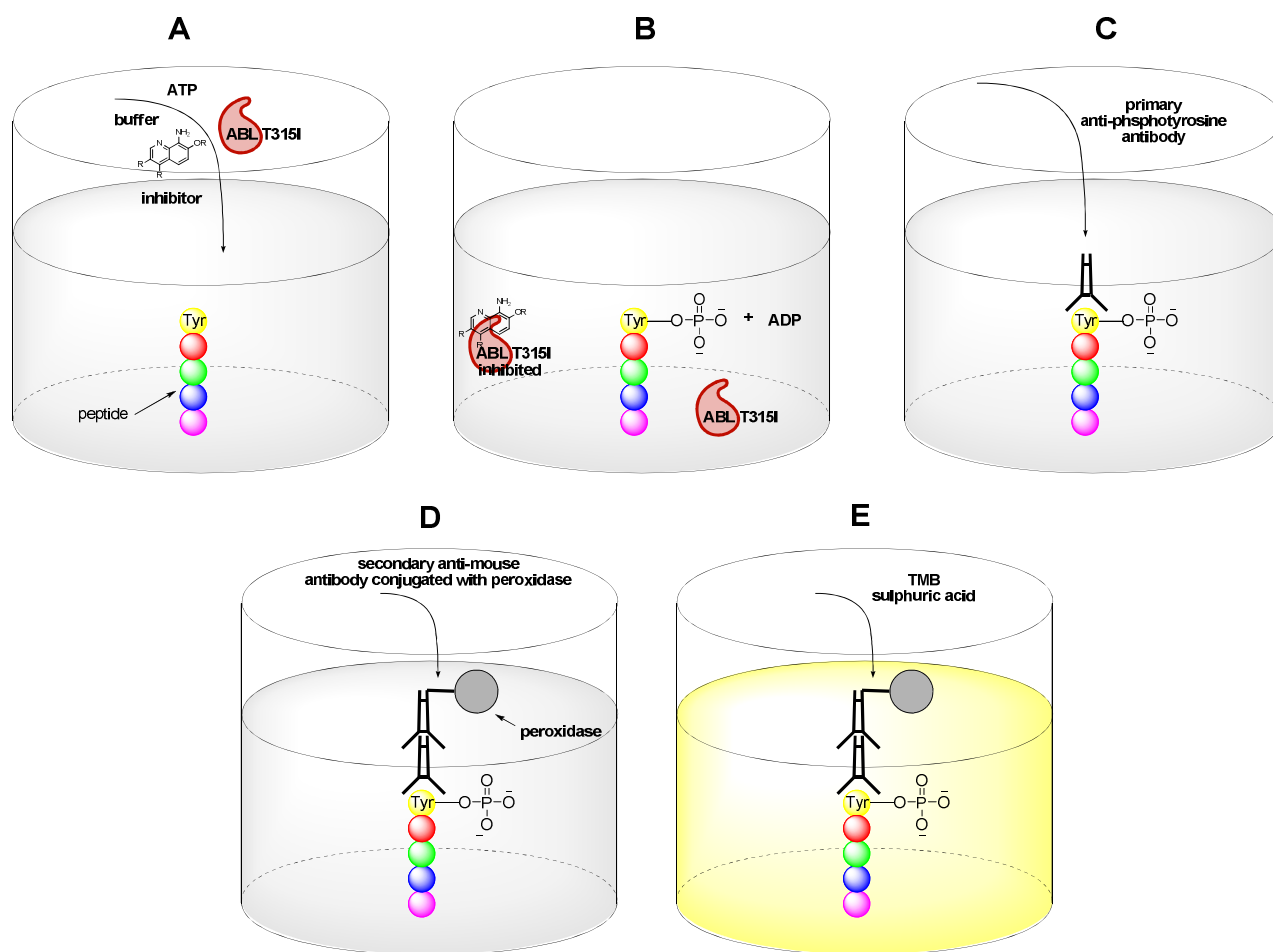 A
ATP
buffer
ABL T315I
N
NH2
OR
R
R
inhibitor
Tyr
peptide
B
N
NH2
OR
R
R
ABL T315I
inhibited
Tyr
O
P
O
O
O
+
ADP
ABL T315I
C
primary
anti-phsphotyrosine
antibody
Tyr
O
P
O
O
O
D
secondary anti-mouse
antibody conjugated with peroxidase
peroxidase
Tyr
O
P
O
O
O
E
TMB
sulphuric acid
Tyr
O
P
O
O
O